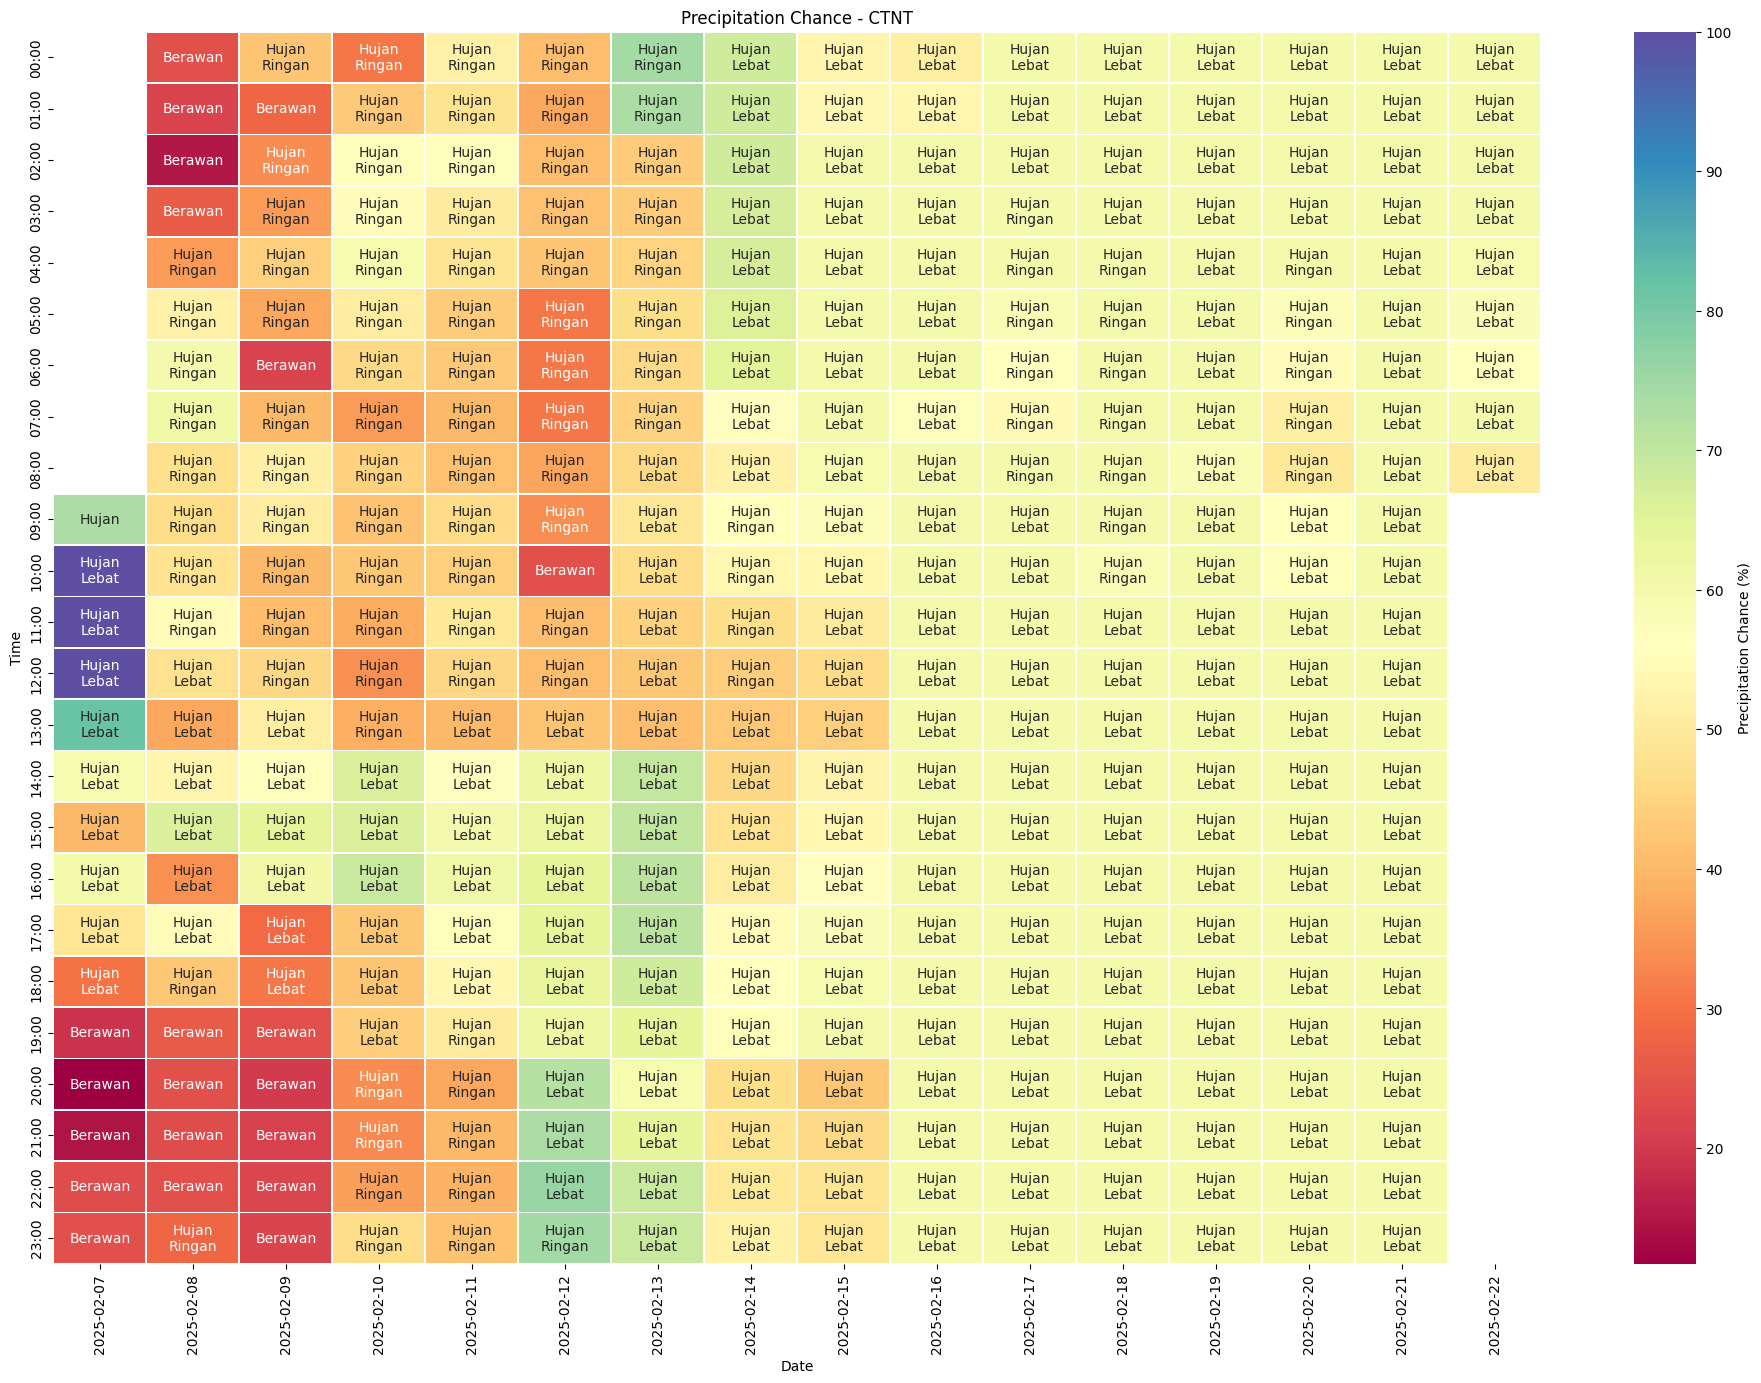 Precipitation Chance - CTNT
00:00 Berawan Hujan Ringan Hujan Ringan Hujan Ringan Hujan Ringan Hujan Ringan Hujan Lebat Hujan Lebat Hujan Lebat Hujan Lebat Hujan Lebat Hujan Lebat Hujan Lebat Hujan Lebat Hujan Lebat
01:00 Berawan Berawan Hujan Ringan Hujan Ringan Hujan Ringan Hujan Ringan Hujan Lebat Hujan Lebat Hujan Lebat Hujan Lebat Hujan Lebat Hujan Lebat Hujan Lebat Hujan Lebat Hujan Lebat
02:00 Berawan Hujan Ringan Hujan Ringan Hujan Ringan Hujan Ringan Hujan Ringan Hujan Lebat Hujan Lebat Hujan Lebat Hujan Lebat Hujan Lebat Hujan Lebat Hujan Lebat Hujan Lebat Hujan Lebat
03:00 Berawan Hujan Ringan Hujan Ringan Hujan Ringan Hujan Ringan Hujan Ringan Hujan Lebat Hujan Lebat Hujan Lebat Hujan Ringan Hujan Lebat Hujan Lebat Hujan Lebat Hujan Lebat Hujan Lebat
04:00 Hujan Ringan Hujan Ringan Hujan Ringan Hujan Ringan Hujan Ringan Hujan Ringan Hujan Lebat Hujan Lebat Hujan Lebat Hujan Ringan Hujan Ringan Hujan Lebat Hujan Ringan Hujan Lebat Hujan Lebat
05:00 Hujan Ringan Hujan Ringan Hujan Ringan Hujan Ringan Hujan Ringan Hujan Ringan Hujan Lebat Hujan Lebat Hujan Lebat Hujan Ringan Hujan Ringan Hujan Lebat Hujan Ringan Hujan Lebat Hujan Lebat
06:00 Hujan Ringan Berawan Hujan Ringan Hujan Ringan Hujan Ringan Hujan Ringan Hujan Lebat Hujan Lebat Hujan Lebat Hujan Ringan Hujan Ringan Hujan Lebat Hujan Ringan Hujan Lebat Hujan Lebat
07:00 Hujan Ringan Hujan Ringan Hujan Ringan Hujan Ringan Hujan Ringan Hujan Ringan Hujan Lebat Hujan Lebat Hujan Lebat Hujan Ringan Hujan Ringan Hujan Lebat Hujan Ringan Hujan Lebat Hujan Lebat
08:00 Hujan Ringan Hujan Ringan Hujan Ringan Hujan Ringan Hujan Ringan Hujan Lebat Hujan Lebat Hujan Lebat Hujan Lebat Hujan Ringan Hujan Ringan Hujan Lebat Hujan Ringan Hujan Lebat Hujan Lebat
09:00 Hujan Hujan Ringan Hujan Ringan Hujan Ringan Hujan Ringan Hujan Ringan Hujan Lebat Hujan Ringan Hujan Lebat Hujan Lebat Hujan Lebat Hujan Ringan Hujan Lebat Hujan Lebat Hujan Lebat
10:00 Hujan Lebat Hujan Ringan Hujan Ringan Hujan Ringan Hujan Ringan Berawan Hujan Lebat Hujan Ringan Hujan Lebat Hujan Lebat Hujan Lebat Hujan Ringan Hujan Lebat Hujan Lebat Hujan Lebat
11:00 Hujan Lebat Hujan Ringan Hujan Ringan Hujan Ringan Hujan Ringan Hujan Ringan Hujan Lebat Hujan Ringan Hujan Lebat Hujan Lebat Hujan Lebat Hujan Lebat Hujan Lebat Hujan Lebat Hujan Lebat
12:00 Hujan Lebat Hujan Lebat Hujan Ringan Hujan Ringan Hujan Ringan Hujan Ringan Hujan Lebat Hujan Ringan Hujan Lebat Hujan Lebat Hujan Lebat Hujan Lebat Hujan Lebat Hujan Lebat Hujan Lebat
13:00 Hujan Lebat Hujan Lebat Hujan Lebat Hujan Ringan Hujan Lebat Hujan Lebat Hujan Lebat Hujan Lebat Hujan Lebat Hujan Lebat Hujan Lebat Hujan Lebat Hujan Lebat Hujan Lebat Hujan Lebat
14:00 Hujan Lebat Hujan Lebat Hujan Lebat Hujan Lebat Hujan Lebat Hujan Lebat Hujan Lebat Hujan Lebat Hujan Lebat Hujan Lebat Hujan Lebat Hujan Lebat Hujan Lebat Hujan Lebat Hujan Lebat
15:00 Hujan Lebat Hujan Lebat Hujan Lebat Hujan Lebat Hujan Lebat Hujan Lebat Hujan Lebat Hujan Lebat Hujan Lebat Hujan Lebat Hujan Lebat Hujan Lebat Hujan Lebat Hujan Lebat Hujan Lebat
16:00 Hujan Lebat Hujan Lebat Hujan Lebat Hujan Lebat Hujan Lebat Hujan Lebat Hujan Lebat Hujan Lebat Hujan Lebat Hujan Lebat Hujan Lebat Hujan Lebat Hujan Lebat Hujan Lebat Hujan Lebat
17:00 Hujan Lebat Hujan Lebat Hujan Lebat Hujan Lebat Hujan Lebat Hujan Lebat Hujan Lebat Hujan Lebat Hujan Lebat Hujan Lebat Hujan Lebat Hujan Lebat Hujan Lebat Hujan Lebat Hujan Lebat
18:00 Hujan Lebat Hujan Ringan Hujan Lebat Hujan Lebat Hujan Lebat Hujan Lebat Hujan Lebat Hujan Lebat Hujan Lebat Hujan Lebat Hujan Lebat Hujan Lebat Hujan Lebat Hujan Lebat Hujan Lebat
19:00 Berawan Berawan Berawan Hujan Lebat Hujan Ringan Hujan Lebat Hujan Lebat Hujan Lebat Hujan Lebat Hujan Lebat Hujan Lebat Hujan Lebat Hujan Lebat Hujan Lebat Hujan Lebat
20:00 Berawan Berawan Berawan Hujan Ringan Hujan Ringan Hujan Lebat Hujan Lebat Hujan Lebat Hujan Lebat Hujan Lebat Hujan Lebat Hujan Lebat Hujan Lebat Hujan Lebat Hujan Lebat
21:00 Berawan Berawan Berawan Hujan Ringan Hujan Ringan Hujan Lebat Hujan Lebat Hujan Lebat Hujan Lebat Hujan Lebat Hujan Lebat Hujan Lebat Hujan Lebat Hujan Lebat Hujan Lebat
22:00 Berawan Berawan Berawan Hujan Ringan Hujan Ringan Hujan Lebat Hujan Lebat Hujan Lebat Hujan Lebat Hujan Lebat Hujan Lebat Hujan Lebat Hujan Lebat Hujan Lebat Hujan Lebat
23:00 Berawan Hujan Ringan Berawan Hujan Ringan Hujan Ringan Hujan Ringan Hujan Lebat Hujan Lebat Hujan Lebat Hujan Lebat Hujan Lebat Hujan Lebat Hujan Lebat Hujan Lebat Hujan Lebat
Time
2025-02-07 2025-02-08 2025-02-09 2025-02-10 2025-02-11 2025-02-12 2025-02-13 2025-02-14 2025-02-15 2025-02-16 2025-02-17 2025-02-18 2025-02-19 2025-02-20 2025-02-21 2025-02-22
Date
100
90
80
70
60
50
40
30
20
Precipitation Chance (%)